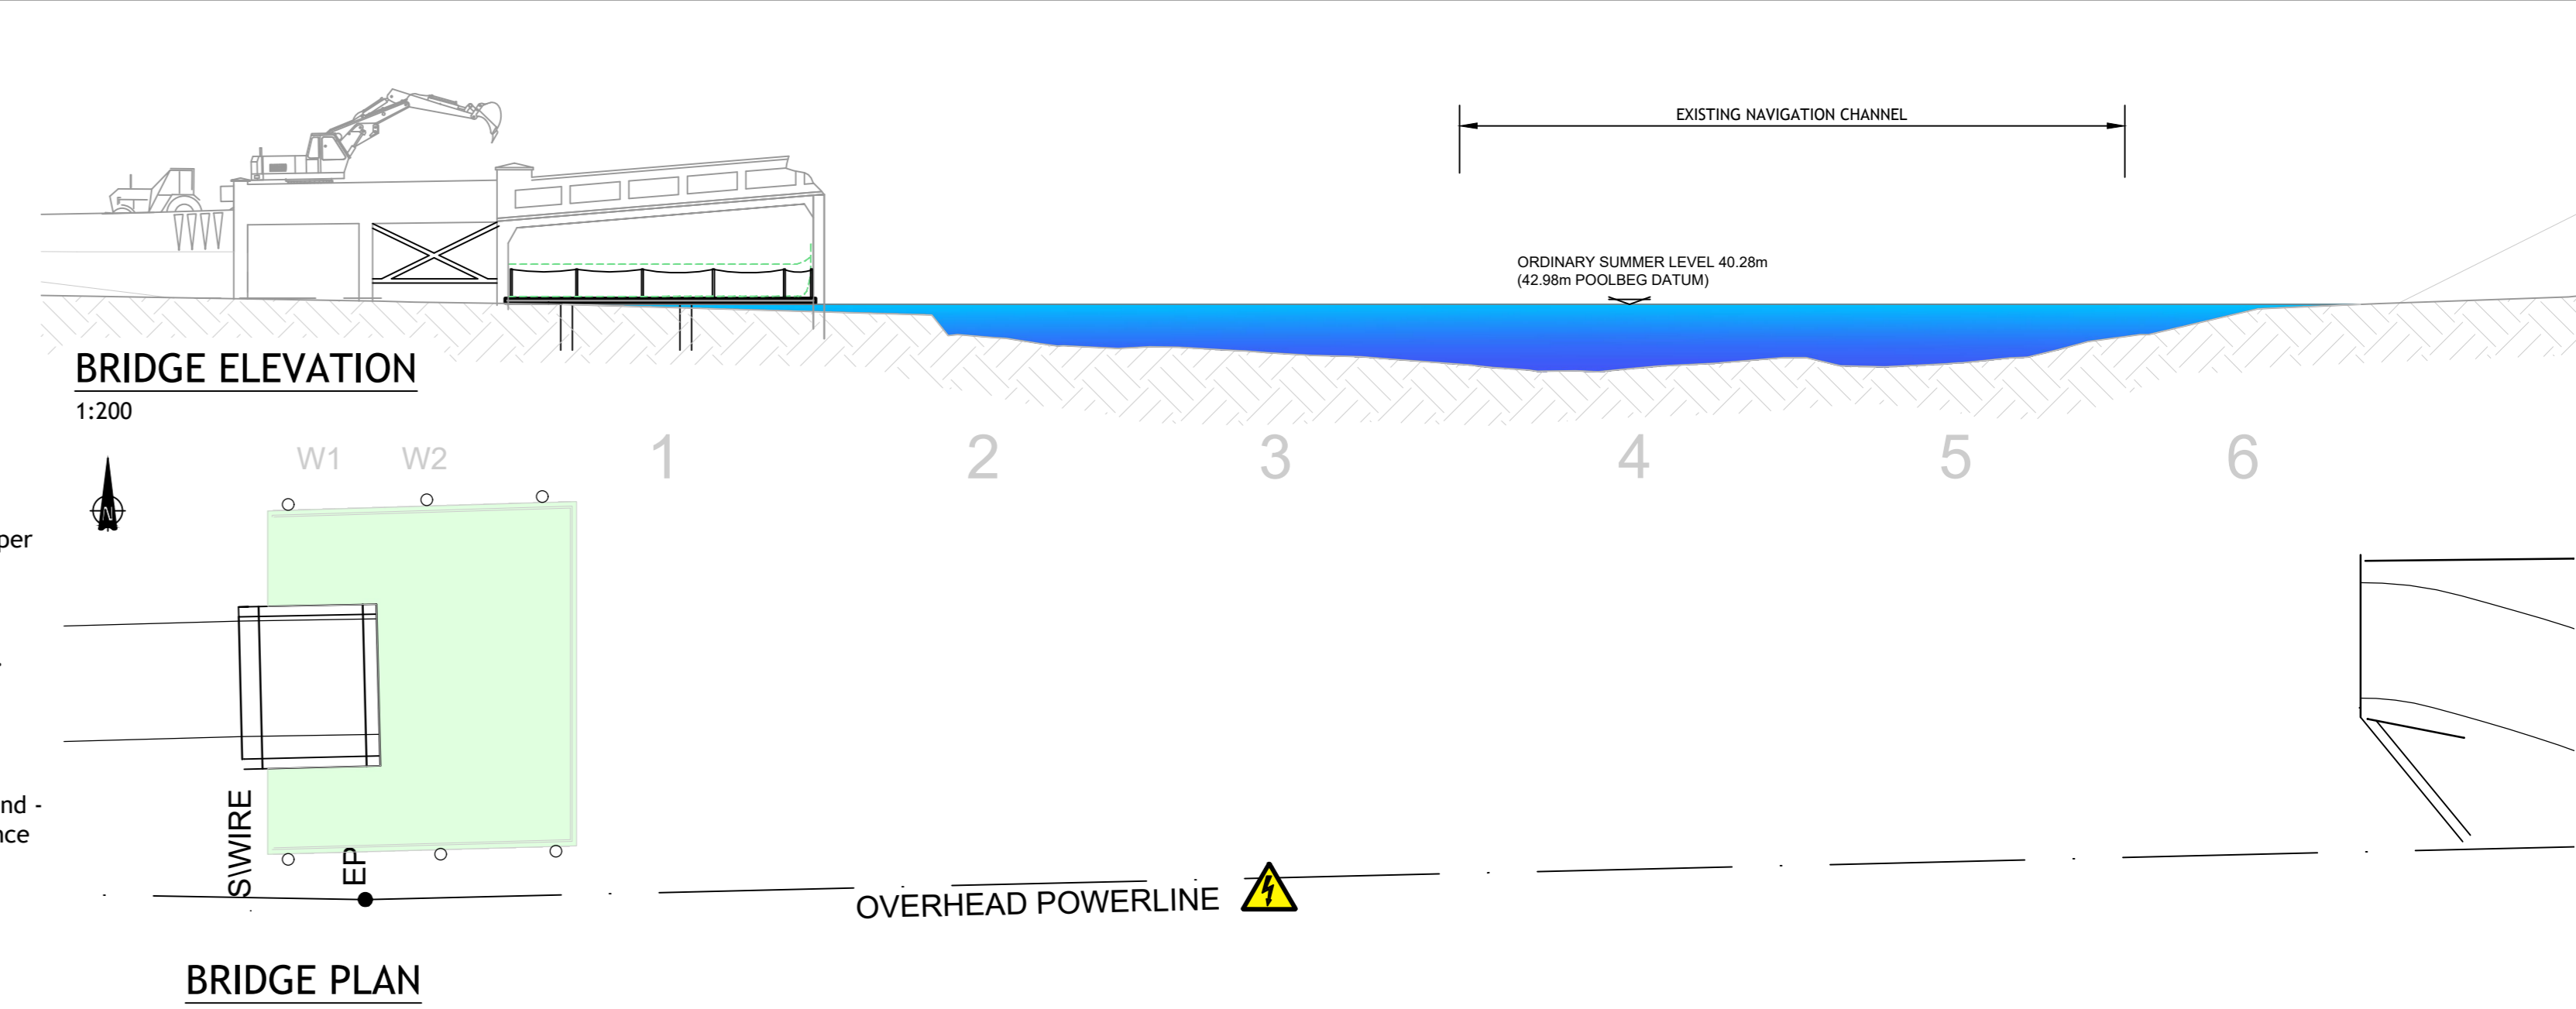 EXISTING NAVIGATION CHANNEL
ORDINARY SUMMER LEVEL 40.28m
(42.98m POOLBEG DATUM)
BRIDGE ELEVATION
1:200
W1 W2 1 2 3 4 5 6
N
per
nd -
nce
S\WIRE
EP
OVERHEAD POWERLINE
BRIDGE PLAN